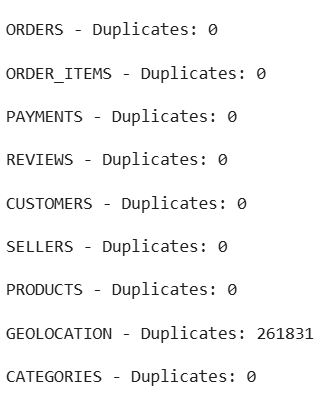 ORDERS - Duplicates: 0
ORDER_ITEMS - Duplicates: 0
PAYMENTS - Duplicates: 0
REVIEWS - Duplicates: 0
CUSTOMERS - Duplicates: 0
SELLERS - Duplicates: 0
PRODUCTS - Duplicates: 0
GEOLOCATION - Duplicates: 261831
CATEGORIES - Duplicates: 0